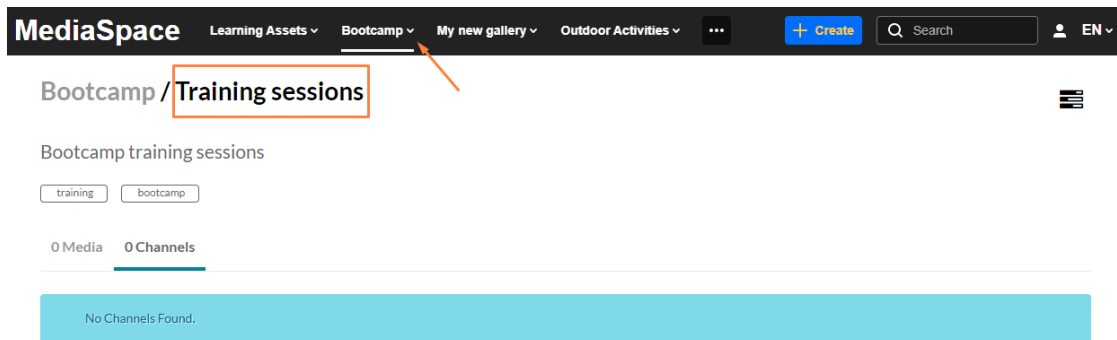 MediaSpace Learning Assets Bootcamp My new gallery Outdoor Activities ••• + Create Search EN
Bootcamp / Training sessions
Bootcamp training sessions
training bootcamp
0 Media 0 Channels
No Channels Found.